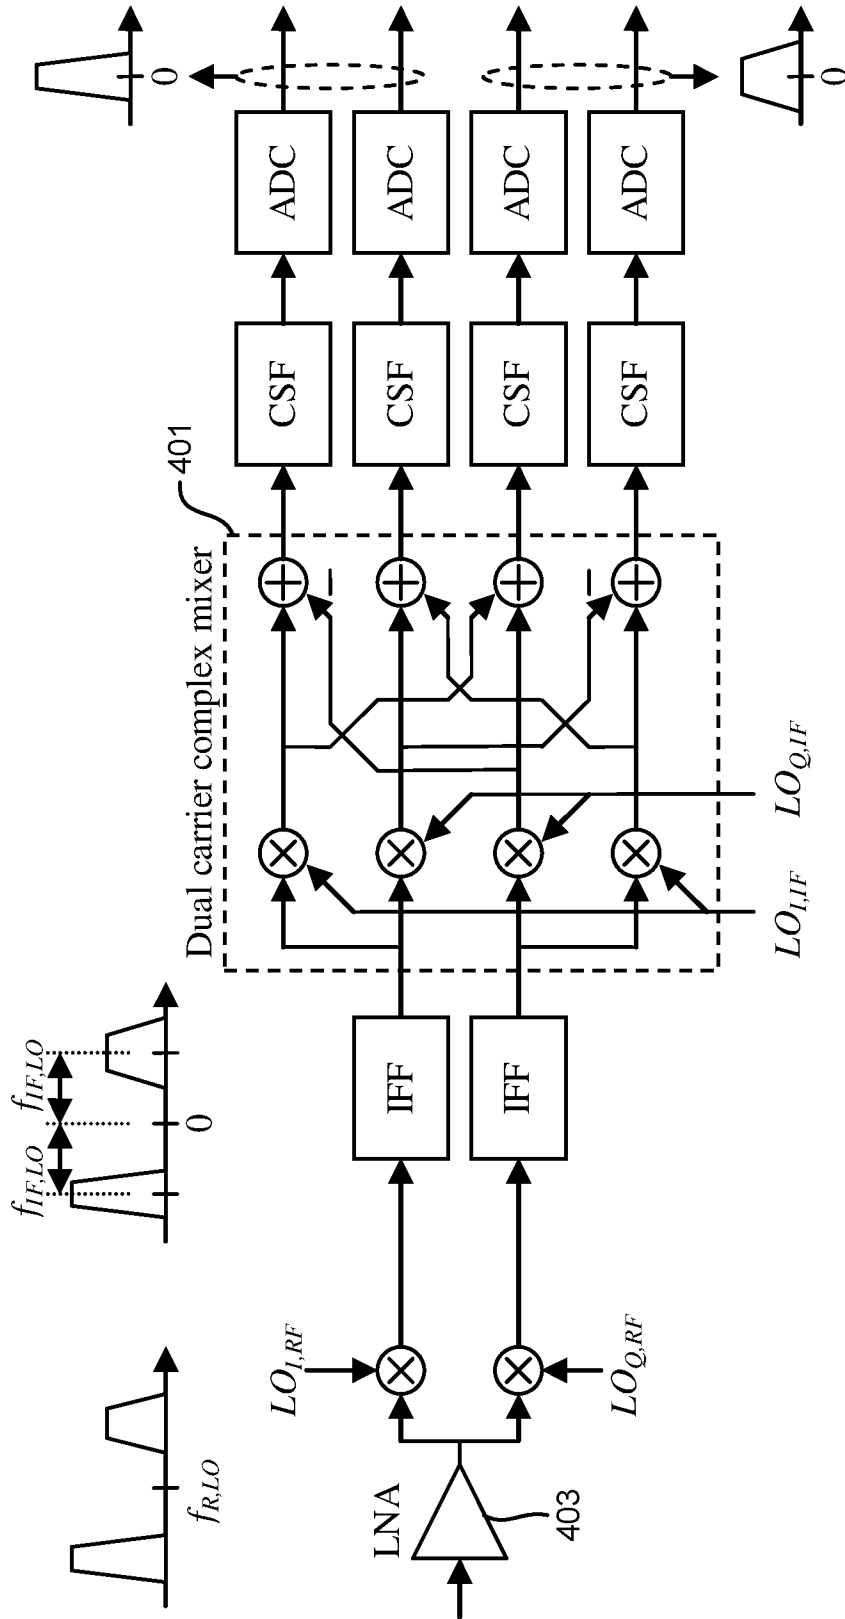 f_{R,LO}
f_{IF,LO}
f_{IF,LO}
0
LNA
403
LO_{I,RF}
LO_{Q,RF}
IFF
IFF
Dual carrier complex mixer
401
LO_{I,IF}
LO_{Q,IF}
−
−
CSF
CSF
CSF
CSF
ADC
ADC
ADC
ADC
0
0